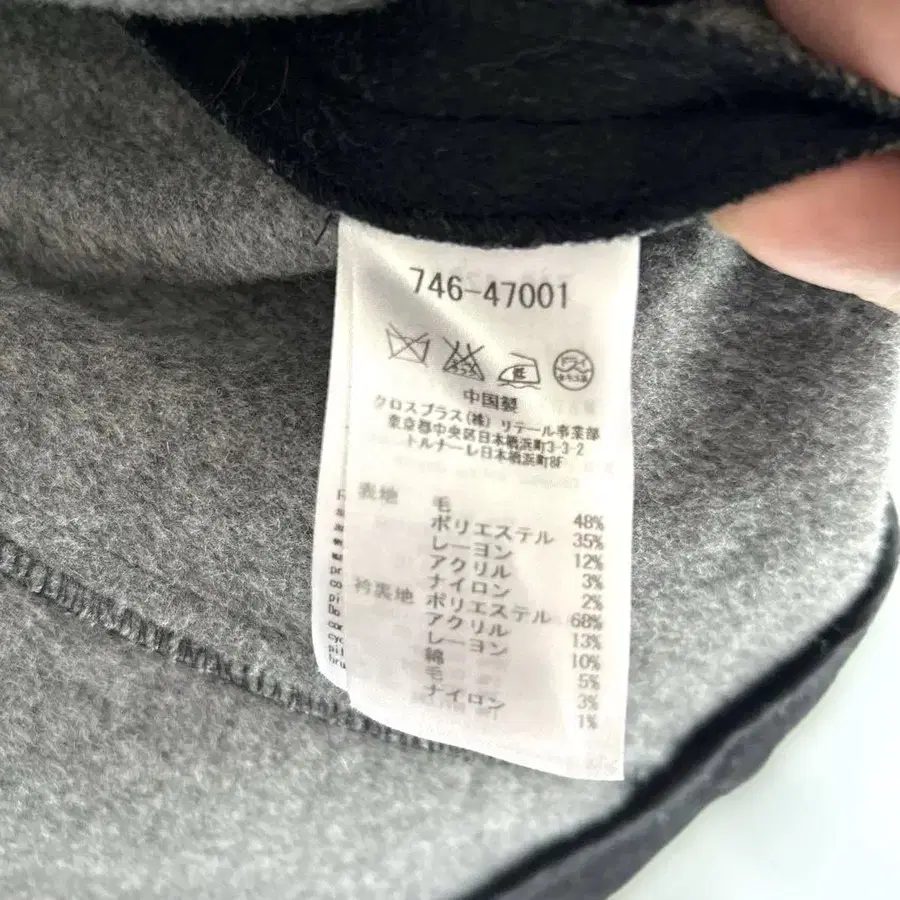 746-47001
中国製
クロスプラス(株) リテール事業部
東京都中央区日本橋浜町3-3-2
トルナーレ日本橋浜町8F
表地 毛 48%
ポリエステル 35%
レーヨン 12%
アクリル 3%
ナイロン 2%
衿裏地 ポリエステル 68%
アクリル 13%
レーヨン 10%
綿 5%
毛 3%
ナイロン 1%